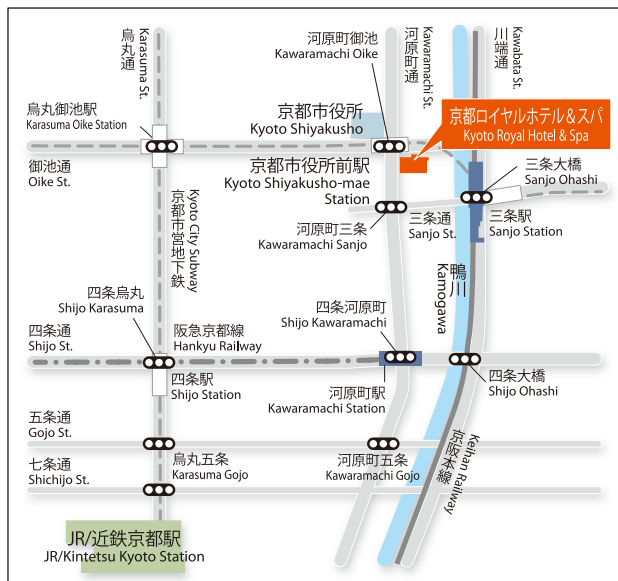 烏丸通
Karasuma St.
河原町御池
Kawaramachi Oike
河原町通
Kawaramachi St.
川端通
Kawabata St.
烏丸御池駅
Karasuma Oike Station
京都市役所
Kyoto Shiyakusho
京都ロイヤルホテル&スパ
Kyoto Royal Hotel & Spa
御池通
Oike St.
京都市役所前駅
Kyoto Shiyakusho-mae
Station
三条大橋
Sanjo Ohashi
京都市営地下鉄
Kyoto City Subway
河原町三条
Kawaramachi Sanjo
三条通
Sanjo St.
三条駅
Sanjo Station
鴨川
Kamogawa
四条烏丸
Shijo Karasuma
四条河原町
Shijo Kawaramachi
四条通
Shijo St.
阪急京都線
Hankyu Railway
四条駅
Shijo Station
河原町駅
Kawaramachi Station
四条大橋
Shijo Ohashi
五条通
Gojo St.
烏丸五条
Karasuma Gojo
河原町五条
Kawaramachi Gojo
京阪本線
Keihan Railway
七条通
Shichijo St.
JR/近鉄京都駅
JR/Kintetsu Kyoto Station